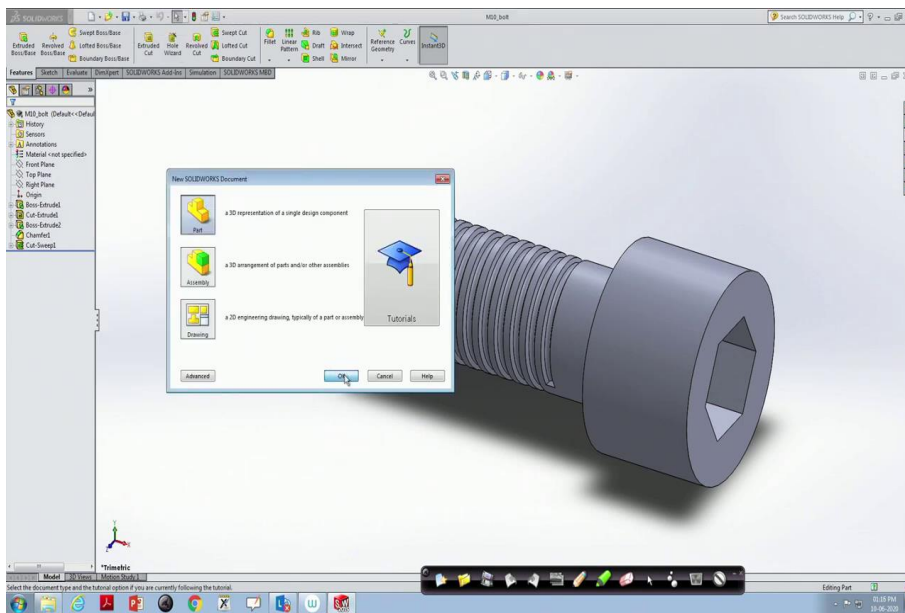 SOLIDWORKS
M10_bolt
Search SOLIDWORKS Help
Extruded Boss/Base
Revolved Boss/Base
Swept Boss/Base
Lofted Boss/Base
Boundary Boss/Base
Extruded Cut
Hole Wizard
Revolved Cut
Swept Cut
Lofted Cut
Boundary Cut
Fillet
Linear Pattern
Rib
Draft
Shell
Wrap
Intersect
Mirror
Reference Geometry
Curves
Instant3D
Features Sketch Evaluate DimXpert SOLIDWORKS Add-Ins Simulation SOLIDWORKS MBD
M10_bolt (Default<<Defaul
History
Sensors
Annotations
Material <not specified>
Front Plane
Top Plane
Right Plane
Origin
Boss-Extrude1
Cut-Extrude1
Boss-Extrude2
Chamfer1
Cut-Sweep1
New SOLIDWORKS Document
Part
a 3D representation of a single design component
Assembly
a 3D arrangement of parts and/or other assemblies
Drawing
a 2D engineering drawing, typically of a part or assembly
Tutorials
Advanced
OK
Cancel
Help
Y
*Trimetric
Model 3D Views Motion Study 1
Select the document type and the tutorial option if you are currently following the tutorial.
Editing Part
01:19 PM
10-06-2020